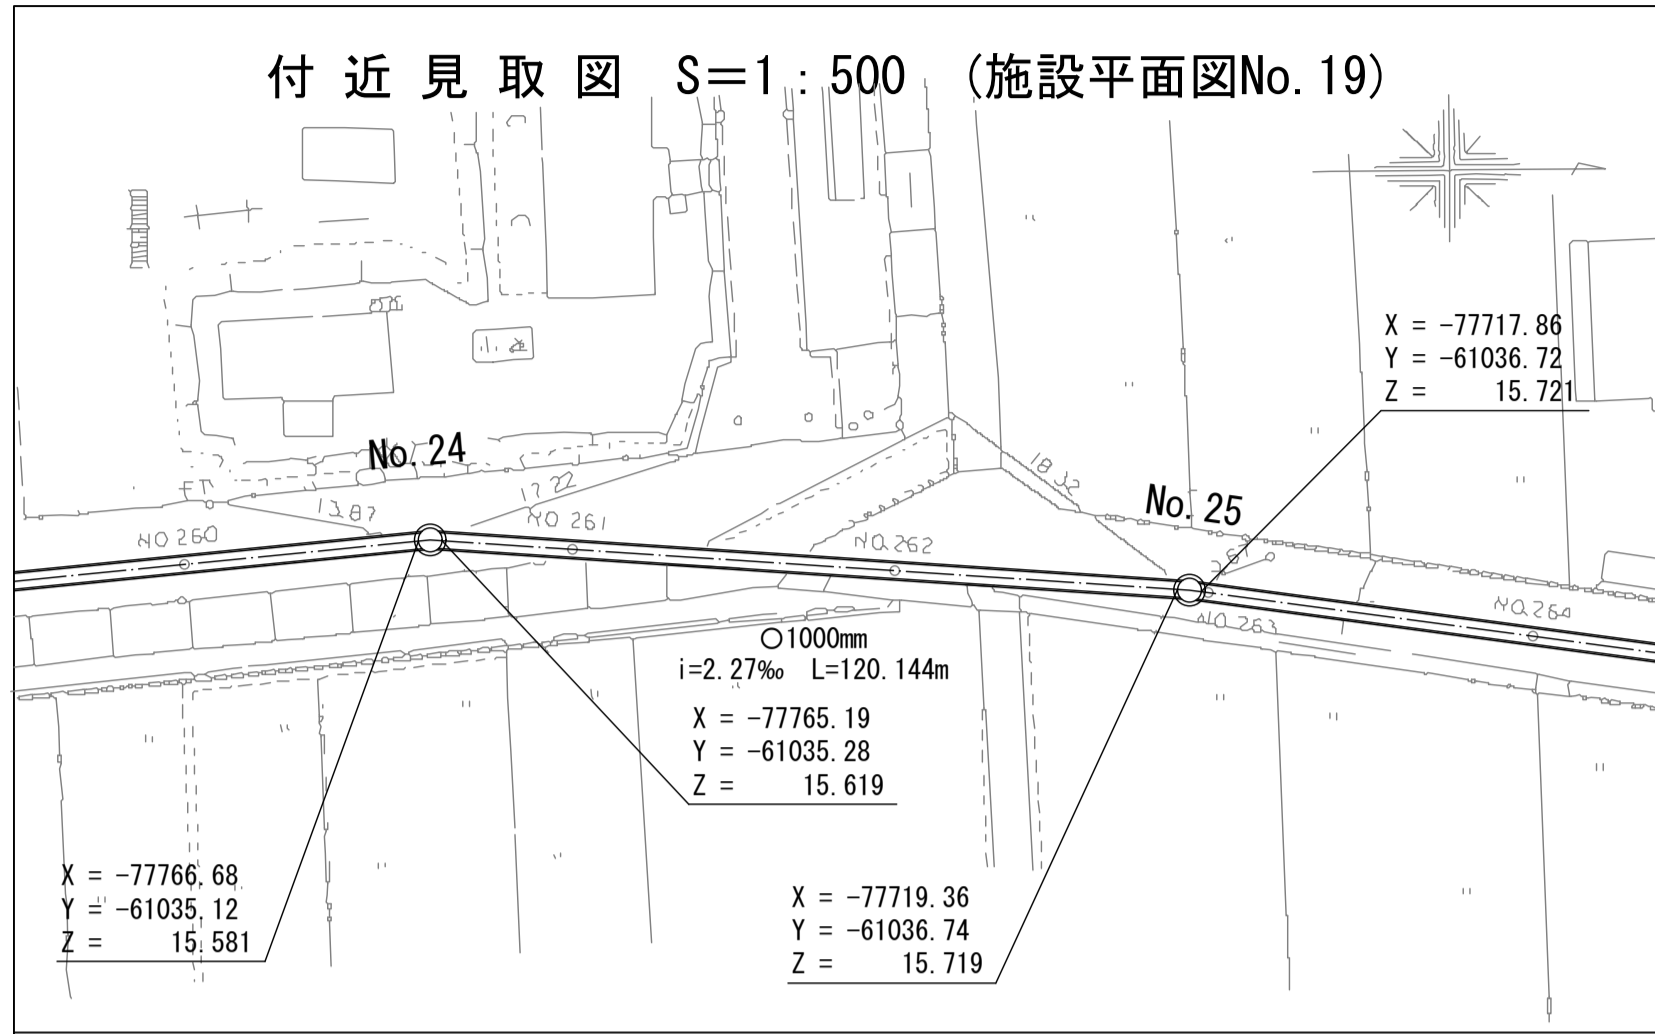 付近見取図 S=1:500 (施設平面図No.19)
X = -77717.86
Y = -61036.72
Z = 15.721
No.24
No.25
18.32
17.22
13.87
NO 260
NO 261
NO.262
NO.263
NO.264
○1000mm
i=2.27‰ L=120.144m
X = -77765.19
Y = -61035.28
Z = 15.619
X = -77766.68
Y = -61035.12
Z = 15.581
X = -77719.36
Y = -61036.74
Z = 15.719